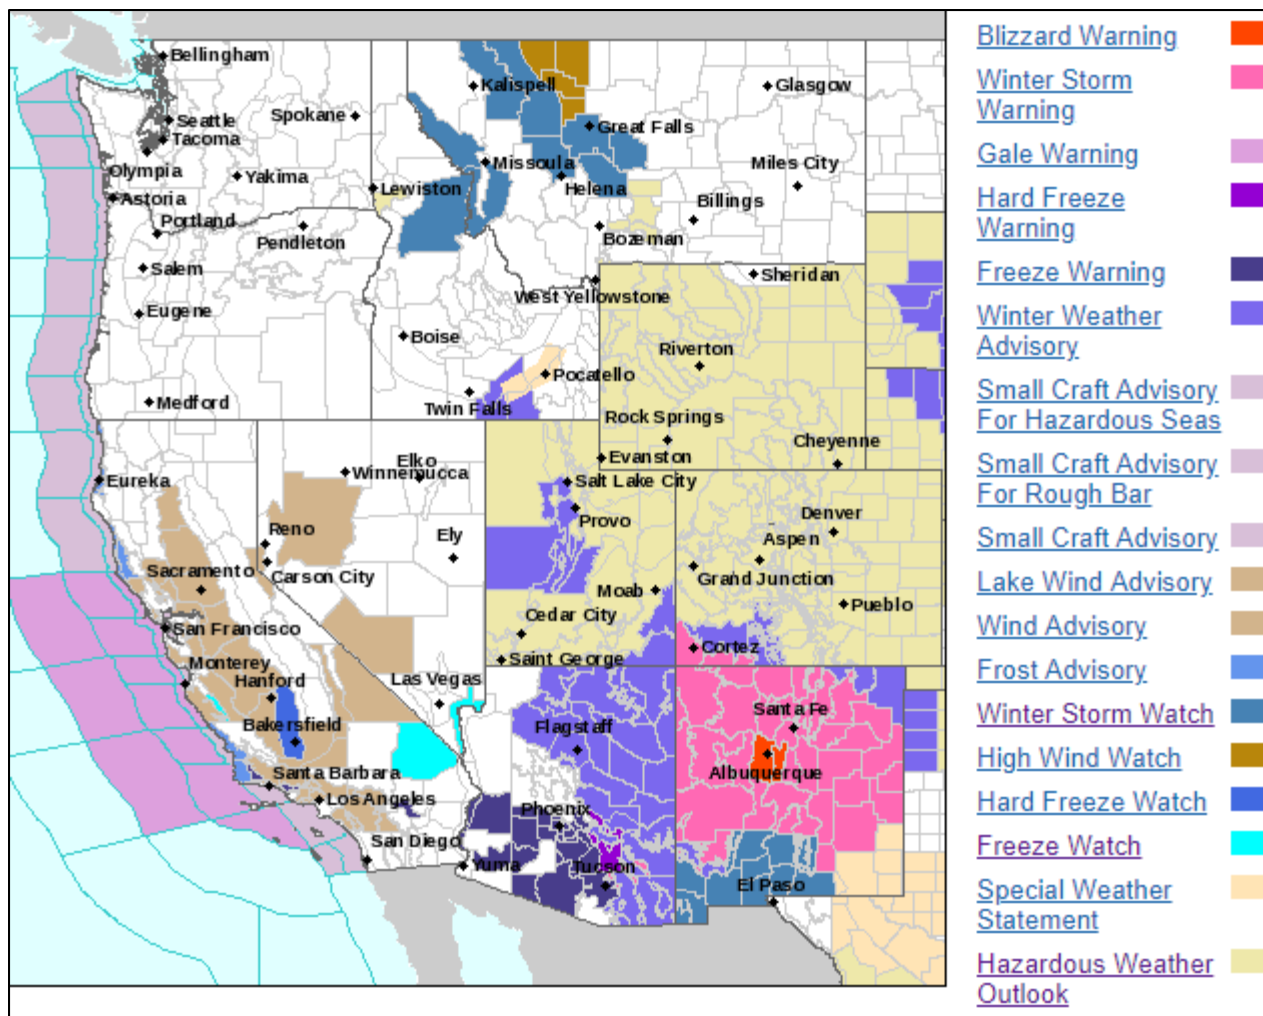 Bellingham
Seattle
Tacoma
Olympia
Spokane
Yakima
Astoria
Portland
Pendleton
Salem
Eugene
Medford
Kalispell
Glasgow
Great Falls
Missoula
Miles City
Helena
Lewiston
Billings
Bozeman
Sheridan
West Yellowstone
Boise
Riverton
Pocatello
Twin Falls
Rock Springs
Cheyenne
Evanston
Eureka
Elko
Winnemucca
Salt Lake City
Provo
Denver
Reno
Ely
Aspen
Sacramento
Carson City
Grand Junction
Moab
Pueblo
San Francisco
Cedar City
Cortez
Monterey
Saint George
Hanford
Las Vegas
Santa Fe
Bakersfield
Flagstaff
Albuquerque
Santa Barbara
Los Angeles
Phoenix
San Diego
Yuma
Tucson
El Paso
Blizzard Warning
Winter Storm
Warning
Gale Warning
Hard Freeze
Warning
Freeze Warning
Winter Weather
Advisory
Small Craft Advisory
For Hazardous Seas
Small Craft Advisory
For Rough Bar
Small Craft Advisory
Lake Wind Advisory
Wind Advisory
Frost Advisory
Winter Storm Watch
High Wind Watch
Hard Freeze Watch
Freeze Watch
Special Weather
Statement
Hazardous Weather
Outlook